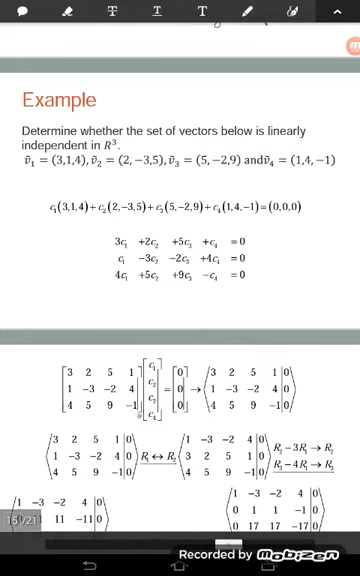 Example
Determine whether the set of vectors below is linearly
independent in R³.
ṽ₁ = (3,1,4), ṽ₂ = (2, −3,5), ṽ₃ = (5, −2,9) andṽ₄ = (1,4, −1)
c₁(3,1,4)+c₂(2,−3,5)+c₃(5,−2,9)+c₄(1,4,−1)=(0,0,0)
3c₁ +2c₂ +5c₃ +c₄ =0
c₁ −3c₂ −2c₃ +4c₄ =0
4c₁ +5c₂ +9c₃ −c₄ =0
[3 2 5 1] [c₁] [0] ⟨3 2 5 1|0⟩
[1 −3 −2 4] [c₂] = [0] → ⟨1 −3 −2 4|0⟩
[4 5 9 −1] [c₂] [0] ⟨4 5 9 −1|0⟩
[c₄]
⟨3 2 5 1|0⟩ ⟨1 −3 −2 4|0⟩
⟨1 −3 −2 4|0⟩ R₁ ↔ R₂ ⟨3 2 5 1|0⟩ R₂ −3R₁ → R₂
⟨4 5 9 −1|0⟩ ⟨4 5 9 −1|0⟩ R₃ −4R₁ → R₃
⟨1 −3 −2 4|0⟩ ⟨1 −3 −2 4|0⟩
15 / 21 11 −11|0⟩ ⟨0 1 1 −1|0⟩
⟨0 17 17 −17|0⟩
Recorded by mobizen